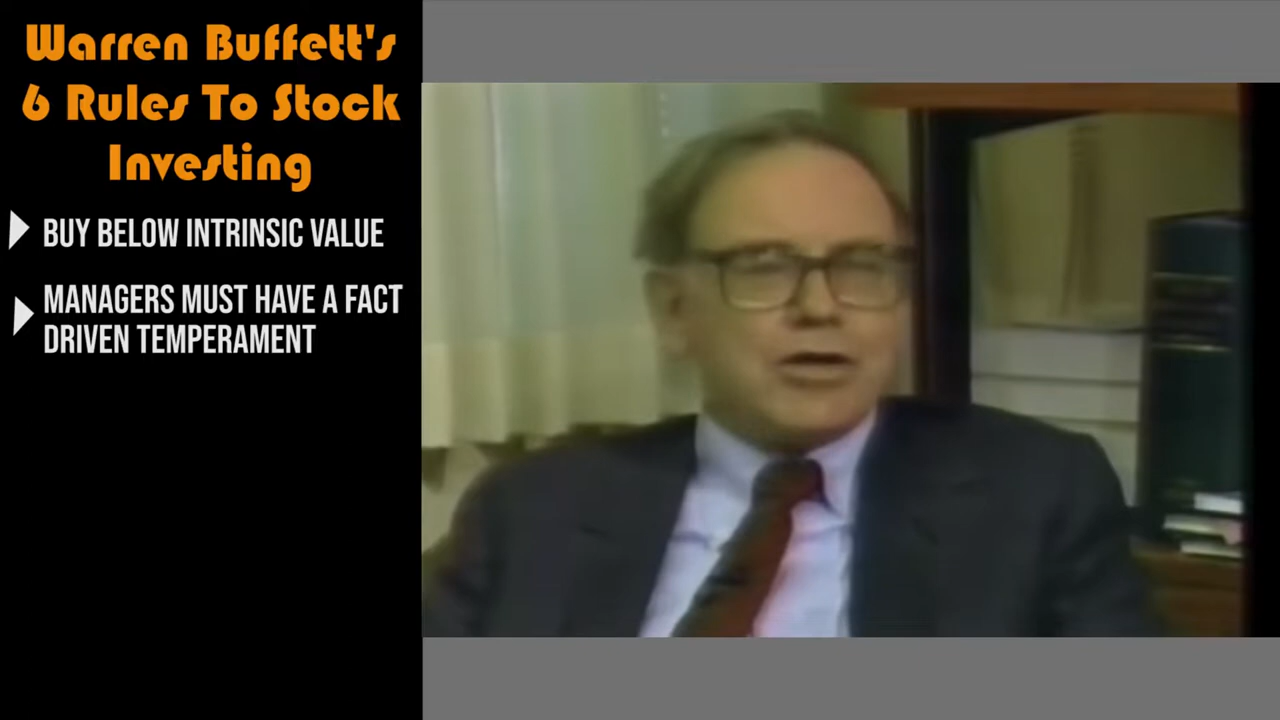 Warren Buffett's
6 Rules To Stock
Investing
BUY BELOW INTRINSIC VALUE
MANAGERS MUST HAVE A FACT
DRIVEN TEMPERAMENT